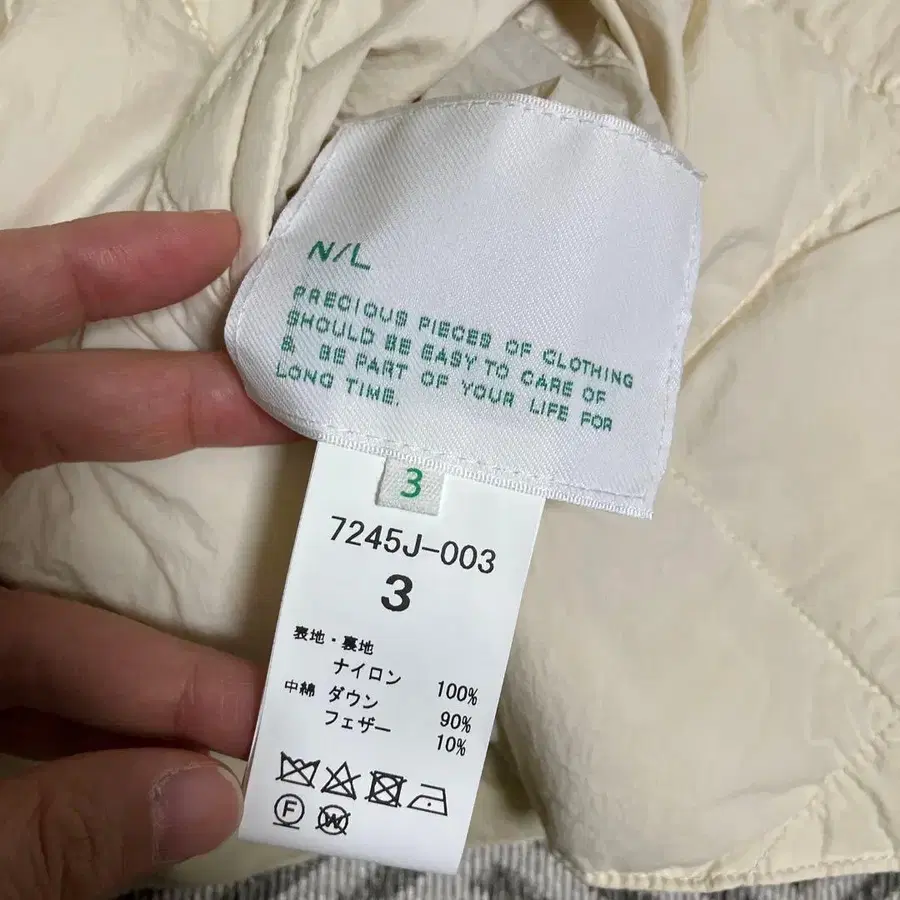 N/L
PRECIOUS PIECES OF CLOTHING
SHOULD BE EASY TO CARE OF
& BE PART OF YOUR LIFE FOR
LONG TIME.
3
7245J-003
3
表地・裏地
ナイロン 100%
中綿 ダウン 90%
フェザー 10%
F W